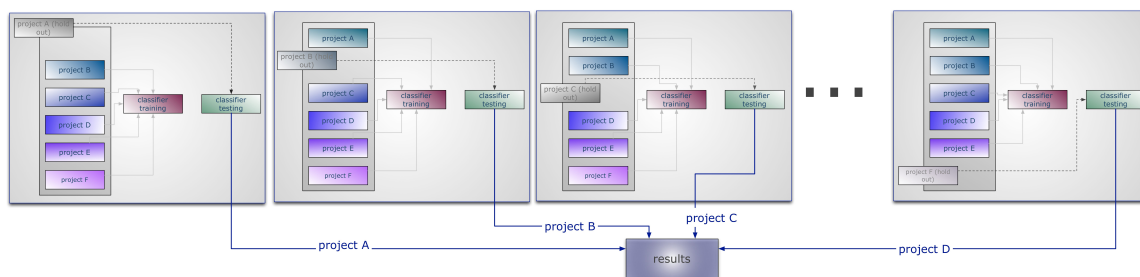 project A (hold
out)
project B
project C
project D
project E
project F
classifier
training
classifier
testing
project A
project B (hold
out)
project C
project D
project E
project F
classifier
training
classifier
testing
project A
project B
project C (hold
out)
project D
project E
project F
classifier
training
classifier
testing
project A
project B
project C
project D
project E
project F (hold
out)
classifier
training
classifier
testing
project A
project B
project C
project D
results